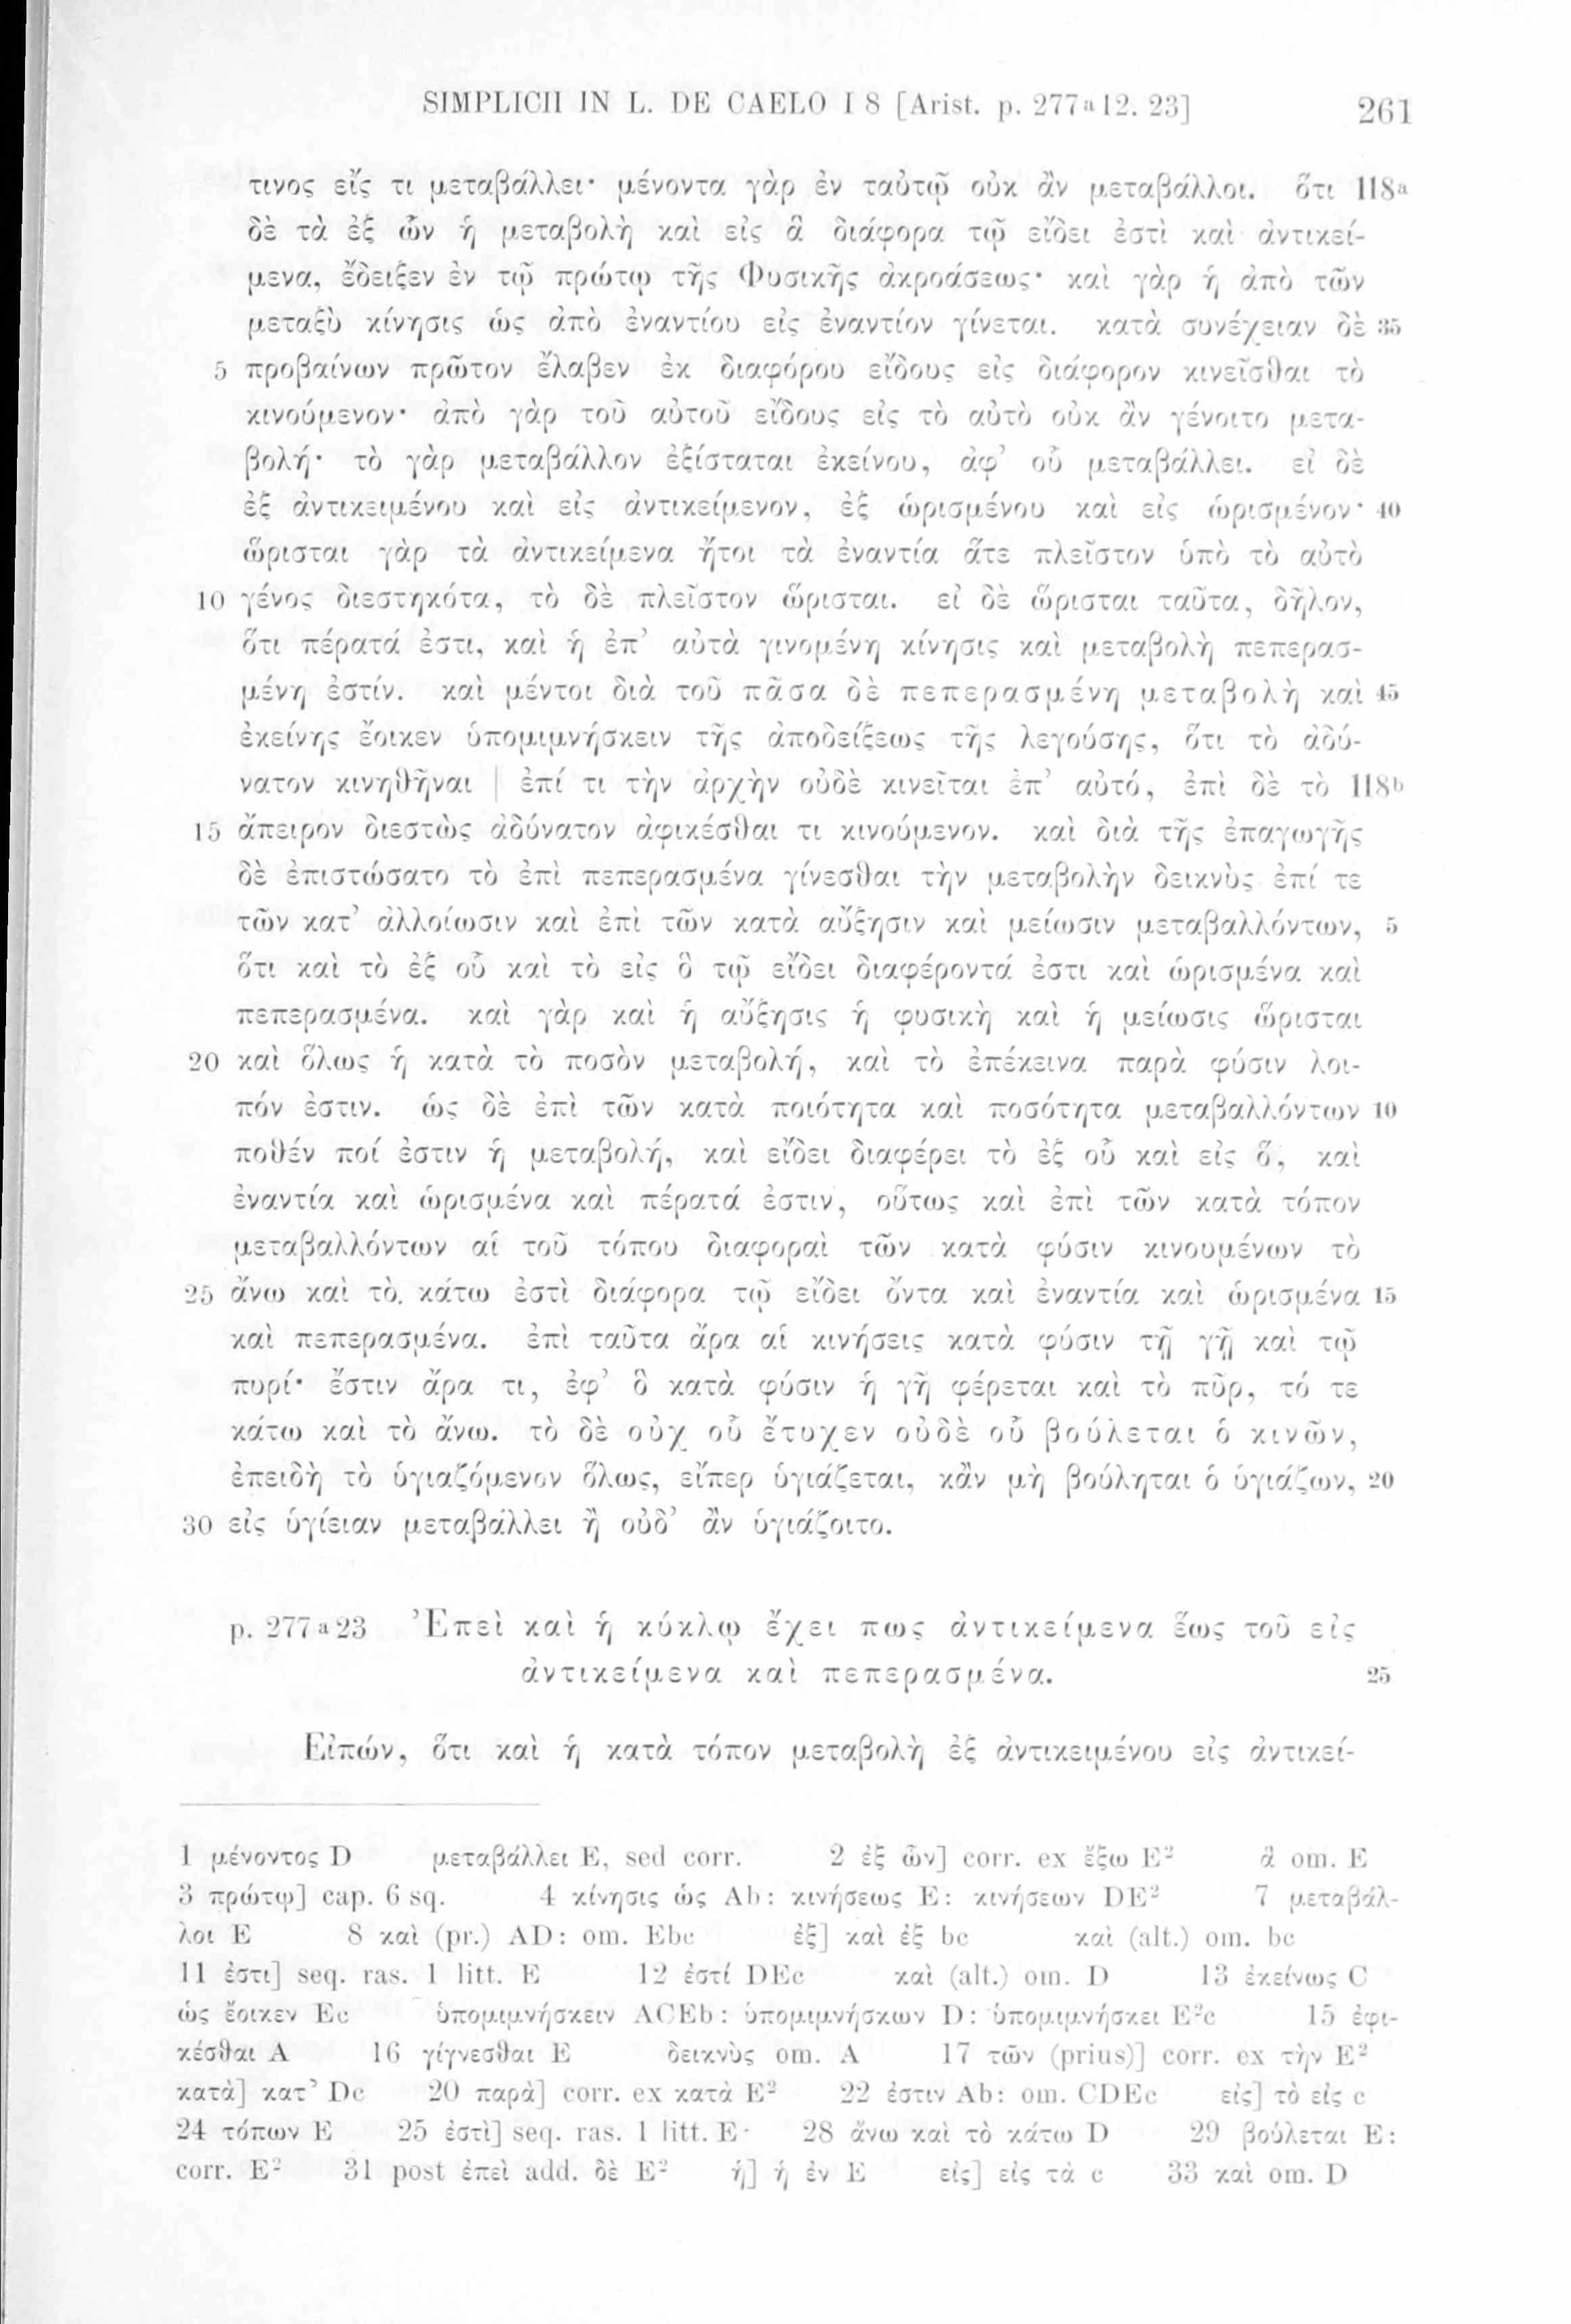 SIMPLICII IN L. DE CAELO I 8 [Arist. p. 277a12. 23] 261
τινος εἴς τι μεταβάλλει· μένοντα γὰρ ἐν ταὐτῷ οὐκ ἂν μεταβάλλοι. ὅτι 118a
δὲ τὰ ἐξ ὧν ἡ μεταβολὴ καὶ εἰς ἃ διάφορα τῷ εἴδει ἐστὶ καὶ ἀντικεί-
μενα, ἔδειξεν ἐν τῷ πρώτῳ τῆς Φυσικῆς ἀκροάσεως· καὶ γὰρ ἡ ἀπὸ τῶν
μεταξὺ κίνησις ὡς ἀπὸ ἐναντίου εἰς ἐναντίον γίνεται. κατὰ συνέχειαν δὲ 35
5 προβαίνων πρῶτον ἔλαβεν ἐκ διαφόρου εἴδους εἰς διάφορον κινεῖσθαι τὸ
κινούμενον· ἀπὸ γὰρ τοῦ αὐτοῦ εἴδους εἰς τὸ αὐτὸ οὐκ ἂν γένοιτο μετα-
βολή· τὸ γὰρ μεταβάλλον ἐξίσταται ἐκείνου, ἀφ’ οὗ μεταβάλλει. εἰ δὲ
ἐξ ἀντικειμένου καὶ εἰς ἀντικείμενον, ἐξ ὡρισμένου καὶ εἰς ὡρισμένον· 40
ὥρισται γὰρ τὰ ἀντικείμενα ἤτοι τὰ ἐναντία ἅτε πλεῖστον ὑπὸ τὸ αὐτὸ
10 γένος διεστηκότα, τὸ δὲ πλεῖστον ὥρισται. εἰ δὲ ὥρισται ταῦτα, δῆλον,
ὅτι πέρατά ἐστι, καὶ ἡ ἐπ’ αὐτὰ γινομένη κίνησις καὶ μεταβολὴ πεπερασ-
μένη ἐστίν. καὶ μέντοι διὰ τοῦ πᾶσα δὲ πεπερασμένη μεταβολὴ καὶ 45
ἐκείνης ἔοικεν ὑπομιμνήσκειν τῆς ἀποδείξεως τῆς λεγούσης, ὅτι τὸ ἀδύ-
νατον κινηθῆναι | ἐπί τι τὴν ἀρχὴν οὐδὲ κινεῖται ἐπ’ αὐτό, ἐπὶ δὲ τὸ 118b
15 ἄπειρον διεστὼς ἀδύνατον ἀφικέσθαι τι κινούμενον. καὶ διὰ τῆς ἐπαγωγῆς
δὲ ἐπιστώσατο τὸ ἐπὶ πεπερασμένα γίνεσθαι τὴν μεταβολὴν δεικνὺς ἐπί τε
τῶν κατ’ ἀλλοίωσιν καὶ ἐπὶ τῶν κατὰ αὔξησιν καὶ μείωσιν μεταβαλλόντων, 5
ὅτι καὶ τὸ ἐξ οὗ καὶ τὸ εἰς ὃ τῷ εἴδει διαφέροντά ἐστι καὶ ὡρισμένα καὶ
πεπερασμένα. καὶ γὰρ καὶ ἡ αὔξησις ἡ φυσικὴ καὶ ἡ μείωσις ὥρισται
20 καὶ ὅλως ἡ κατὰ τὸ ποσὸν μεταβολή, καὶ τὸ ἐπέκεινα παρὰ φύσιν λοι-
πόν ἐστιν. ὡς δὲ ἐπὶ τῶν κατὰ ποιότητα καὶ ποσότητα μεταβαλλόντων 10
ποθέν ποί ἐστιν ἡ μεταβολή, καὶ εἴδει διαφέρει τὸ ἐξ οὗ καὶ εἰς ὅ, καὶ
ἐναντία καὶ ὡρισμένα καὶ πέρατά ἐστιν, οὕτως καὶ ἐπὶ τῶν κατὰ τόπον
μεταβαλλόντων αἱ τοῦ τόπου διαφοραὶ τῶν κατὰ φύσιν κινουμένων τὸ
25 ἄνω καὶ τὸ κάτω ἐστὶ διάφορα τῷ εἴδει ὄντα καὶ ἐναντία καὶ ὡρισμένα 15
καὶ πεπερασμένα. ἐπὶ ταῦτα ἄρα αἱ κινήσεις κατὰ φύσιν τῇ γῇ καὶ τῷ
πυρί· ἔστιν ἄρα τι, ἐφ’ ὃ κατὰ φύσιν ἡ γῆ φέρεται καὶ τὸ πῦρ, τό τε
κάτω καὶ τὸ ἄνω. τὸ δὲ οὐχ οὗ ἔτυχεν οὐδὲ οὗ βούλεται ὁ κινῶν,
ἐπειδὴ τὸ ὑγιαζόμενον ὅλως, εἴπερ ὑγιάζεται, κἂν μὴ βούληται ὁ ὑγιάζων, 20
30 εἰς ὑγίειαν μεταβάλλει ἢ οὐδ’ ἂν ὑγιάζοιτο.
p. 277a23 Ἐπεὶ καὶ ἡ κύκλῳ ἔχει πως ἀντικείμενα ἕως τοῦ εἰς
ἀντικείμενα καὶ πεπερασμένα. 25
Εἰπών, ὅτι καὶ ἡ κατὰ τόπον μεταβολὴ ἐξ ἀντικειμένου εἰς ἀντικεί-
1 μένοντος D μεταβάλλει E, sed corr. 2 ἐξ ὧν] corr. ex ἔξω E² ἃ om. E
3 πρώτῳ] cap. 6 sq. 4 κίνησις ὡς Ab: κινήσεως E: κινήσεων DE² 7 μεταβάλ-
λοι E 8 καὶ (pr.) AD: om. Ebc ἐξ] καὶ ἐξ bc καὶ (alt.) om. bc
11 ἐστι] seq. ras. 1 litt. E 12 ἐστί DEc καὶ (alt.) om. D 13 ἐκείνως C
ὡς ἔοικεν Ec ὑπομιμνήσκειν ACEb: ὑπομιμνήσκων D: ὑπομιμνήσκει E²c 15 ἐφι-
κέσθαι A 16 γίγνεσθαι E δεικνὺς om. A 17 τῶν (prius)] corr. ex τὴν E²
κατὰ] κατ’ Dc 20 παρὰ] corr. ex κατὰ E² 22 ἐστιν Ab: om. CDEc εἰς] τὸ εἰς c
24 τόπων E 25 ἐστὶ] seq. ras. 1 litt. E 28 ἄνω καὶ τὸ κάτω D 29 βούλεται E:
corr. E² 31 post ἐπεὶ add. δὲ E² ἡ] ἡ ἐν E εἰς] εἰς τὰ c 33 καὶ om. D